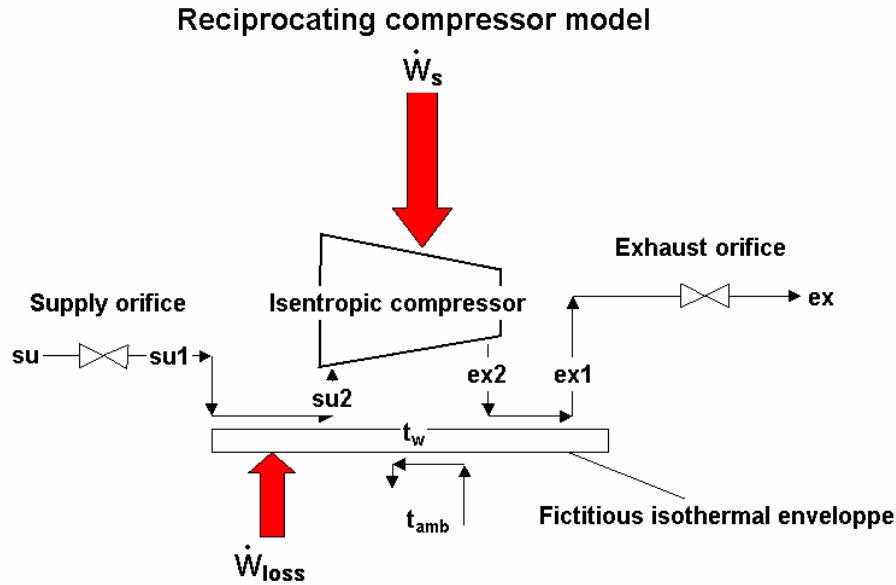 Reciprocating compressor model
Ẇs
Exhaust orifice
Supply orifice
Isentropic compressor
ex
su
su1
su2
ex2
ex1
tw
tamb
Fictitious isothermal enveloppe
Ẇloss